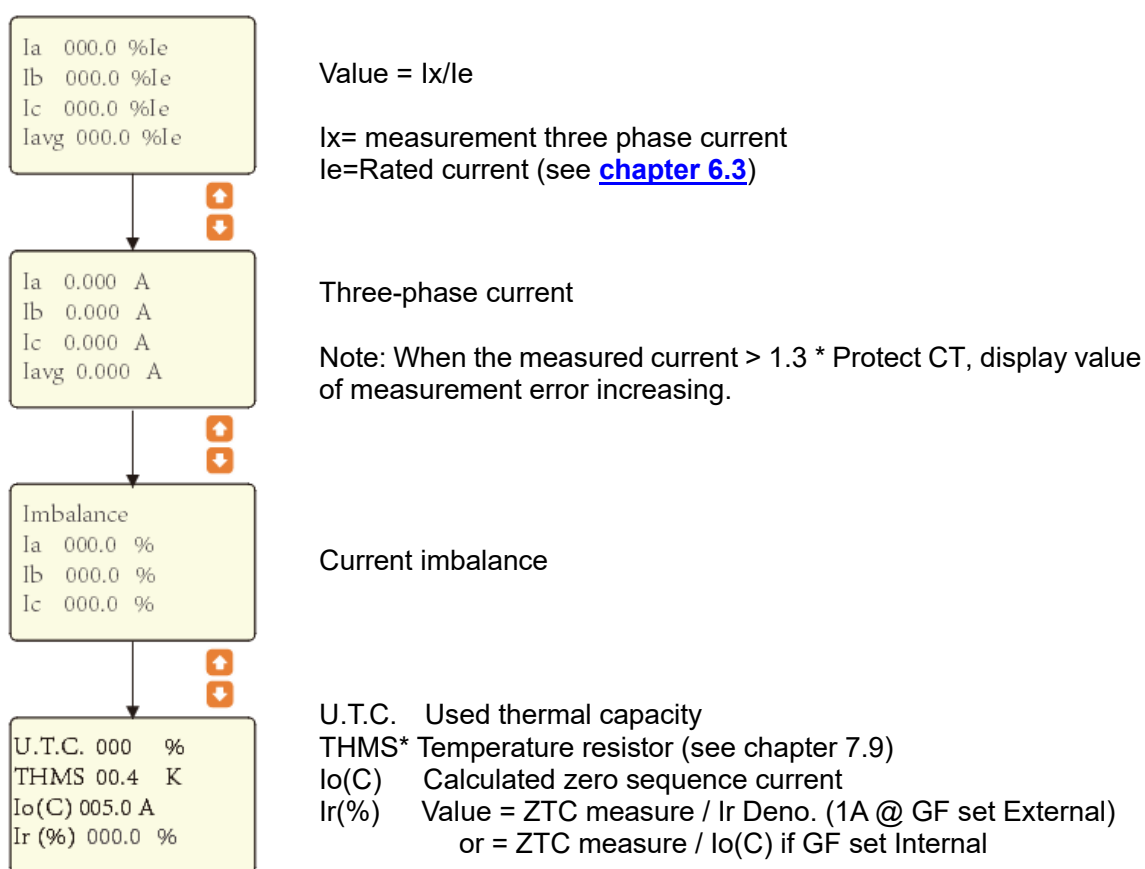 Ia 000.0 %Ie
Ib 000.0 %Ie
Ic 000.0 %Ie
Iavg 000.0 %Ie
Value = Ix/Ie
Ix= measurement three phase current
Ie=Rated current (see chapter 6.3)
Ia 0.000 A
Ib 0.000 A
Ic 0.000 A
Iavg 0.000 A
Three-phase current
Note: When the measured current > 1.3 * Protect CT, display value
of measurement error increasing.
Imbalance
Ia 000.0 %
Ib 000.0 %
Ic 000.0 %
Current imbalance
U.T.C. 000 %
THMS 00.4 K
Io(C) 005.0 A
Ir (%) 000.0 %
U.T.C. Used thermal capacity
THMS* Temperature resistor (see chapter 7.9)
Io(C) Calculated zero sequence current
Ir(%) Value = ZTC measure / Ir Deno. (1A @ GF set External)
or = ZTC measure / Io(C) if GF set Internal